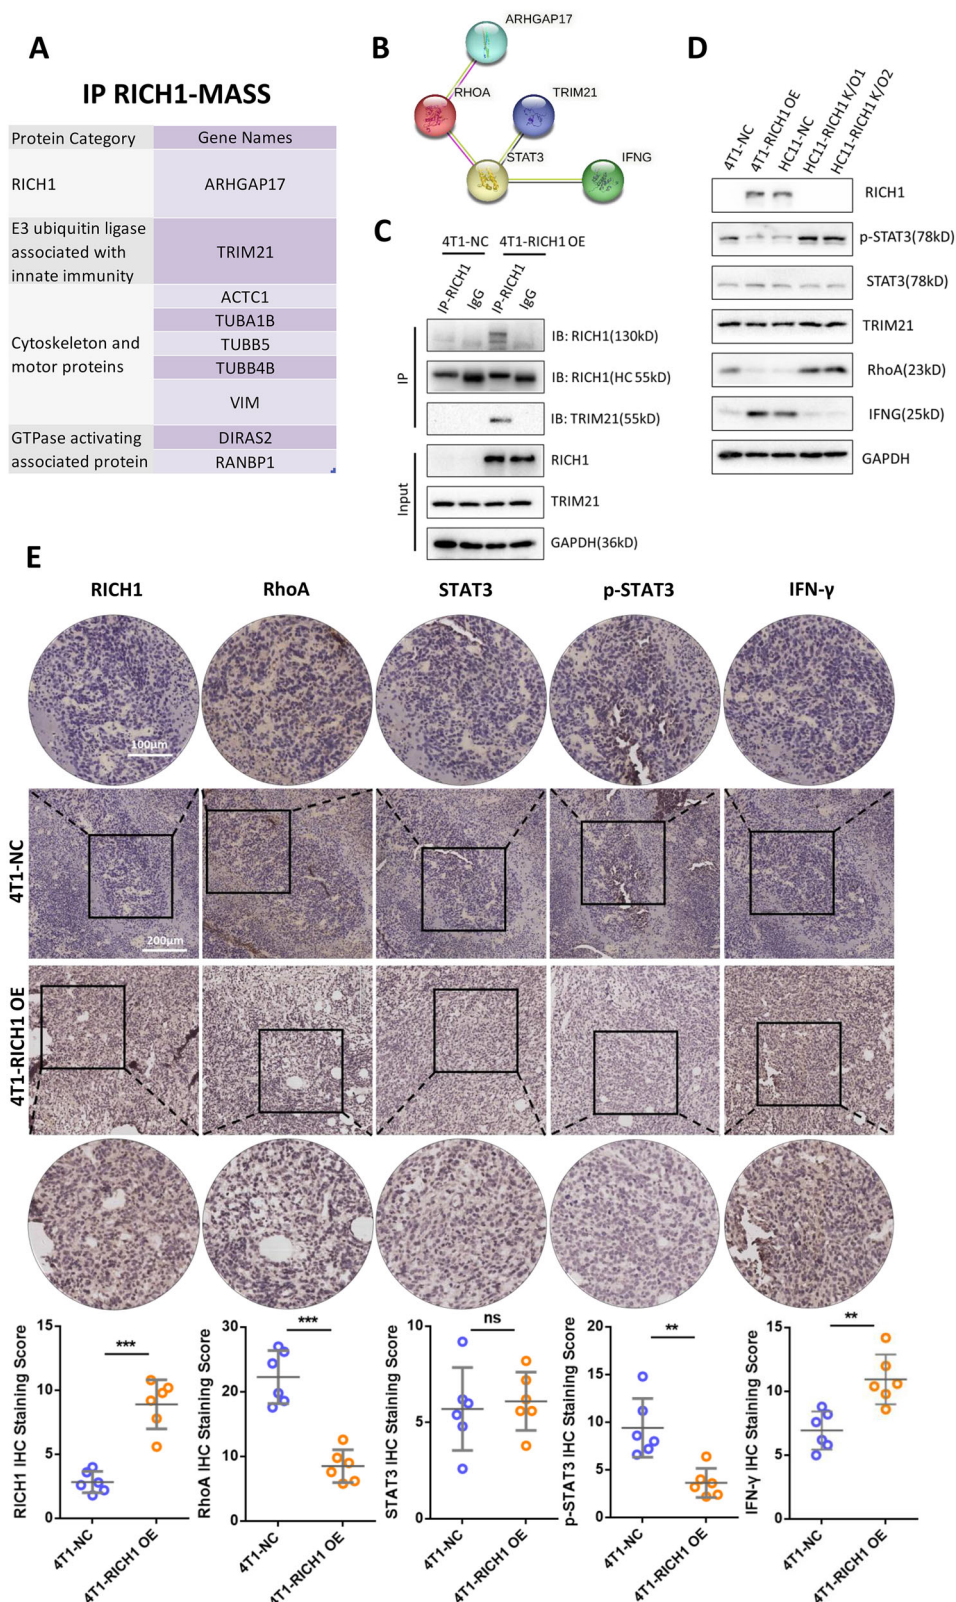 A
IP RICH1-MASS
Protein Category Gene Names
RICH1 ARHGAP17
E3 ubiquitin ligase
associated with
innate immunity
TRIM21
Cytoskeleton and
motor proteins
ACTC1
TUBA1B
TUBB5
TUBB4B
VIM
GTPase activating
associated protein
DIRAS2
RANBP1
B
ARHGAP17
RHOA
TRIM21
STAT3
IFNG
C
4T1-NC 4T1-RICH1 OE
IP-RICH1 IgG IP-RICH1 IgG
IP
IB: RICH1(130kD)
IB: RICH1(HC 55kD)
IB: TRIM21(55kD)
Input
RICH1
TRIM21
GAPDH(36kD)
D
4T1-NC
4T1-RICH1 OE
HC11-NC
HC11-RICH1 K/O1
HC11-RICH1 K/O2
RICH1
p-STAT3(78kD)
STAT3(78kD)
TRIM21
RhoA(23kD)
IFNG(25kD)
GAPDH
E
RICH1 RhoA STAT3 p-STAT3 IFN-γ
100μm
4T1-NC
200μm
4T1-RICH1 OE
RICH1 IHC Staining Score
15
10
5
0
***
4T1-NC
4T1-RICH1 OE
RhoA IHC Staining Score
30
20
10
0
***
4T1-NC
4T1-RICH1 OE
STAT3 IHC Staining Score
10
5
0
ns
4T1-NC
4T1-RICH1 OE
p-STAT3 IHC Staining Score
20
15
10
5
0
**
4T1-NC
4T1-RICH1 OE
IFN-γ IHC Staining Score
15
10
5
0
**
4T1-NC
4T1-RICH1 OE